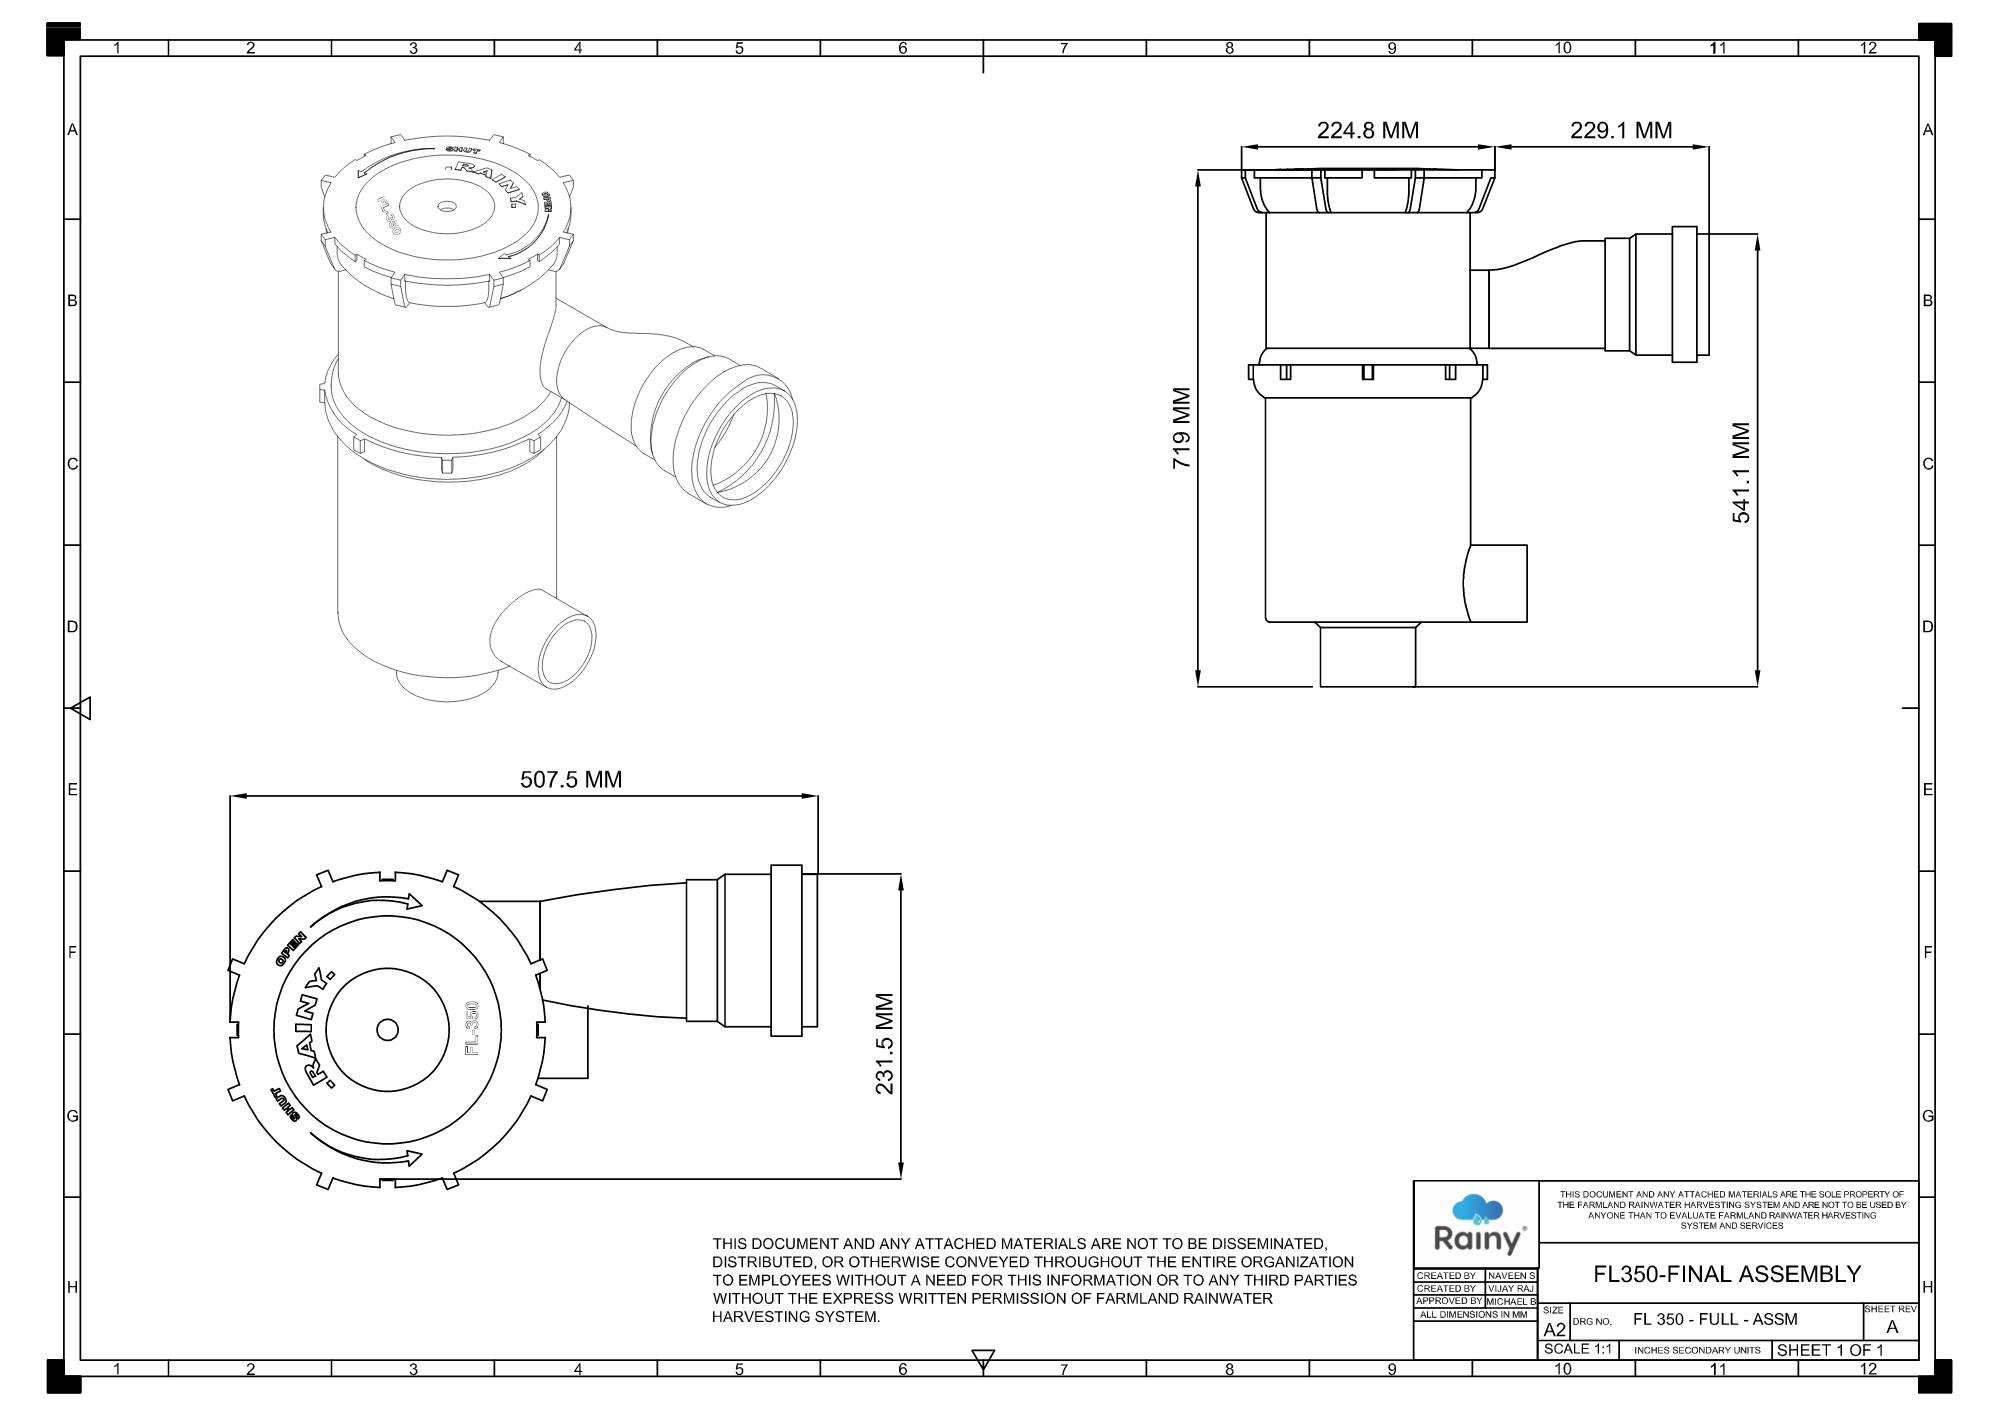 1 2 3 4 5 6 7 8 9 10 11 12
A A
B B
C C
D D
E E
F F
G G
H H
SHUT
.RAINY.
OPEN
FL-350
224.8 MM
229.1 MM
719 MM
541.1 MM
507.5 MM
231.5 MM
OPEN
.RAINY.
FL-350
SHUT
THIS DOCUMENT AND ANY ATTACHED MATERIALS ARE NOT TO BE DISSEMINATED,
DISTRIBUTED, OR OTHERWISE CONVEYED THROUGHOUT THE ENTIRE ORGANIZATION
TO EMPLOYEES WITHOUT A NEED FOR THIS INFORMATION OR TO ANY THIRD PARTIES
WITHOUT THE EXPRESS WRITTEN PERMISSION OF FARMLAND RAINWATER
HARVESTING SYSTEM.
Rainy®
THIS DOCUMENT AND ANY ATTACHED MATERIALS ARE THE SOLE PROPERTY OF
THE FARMLAND RAINWATER HARVESTING SYSTEM AND ARE NOT TO BE USED BY
ANYONE THAN TO EVALUATE FARMLAND RAINWATER HARVESTING
SYSTEM AND SERVICES
CREATED BY NAVEEN S
CREATED BY VIJAY RAJ
APPROVED BY MICHAEL B
ALL DIMENSIONS IN MM
FL350-FINAL ASSEMBLY
SIZE
A2
DRG NO. FL 350 - FULL - ASSM
SHEET REV
A
SCALE 1:1 INCHES SECONDARY UNITS SHEET 1 OF 1
1 2 3 4 5 6 7 8 9 10 11 12